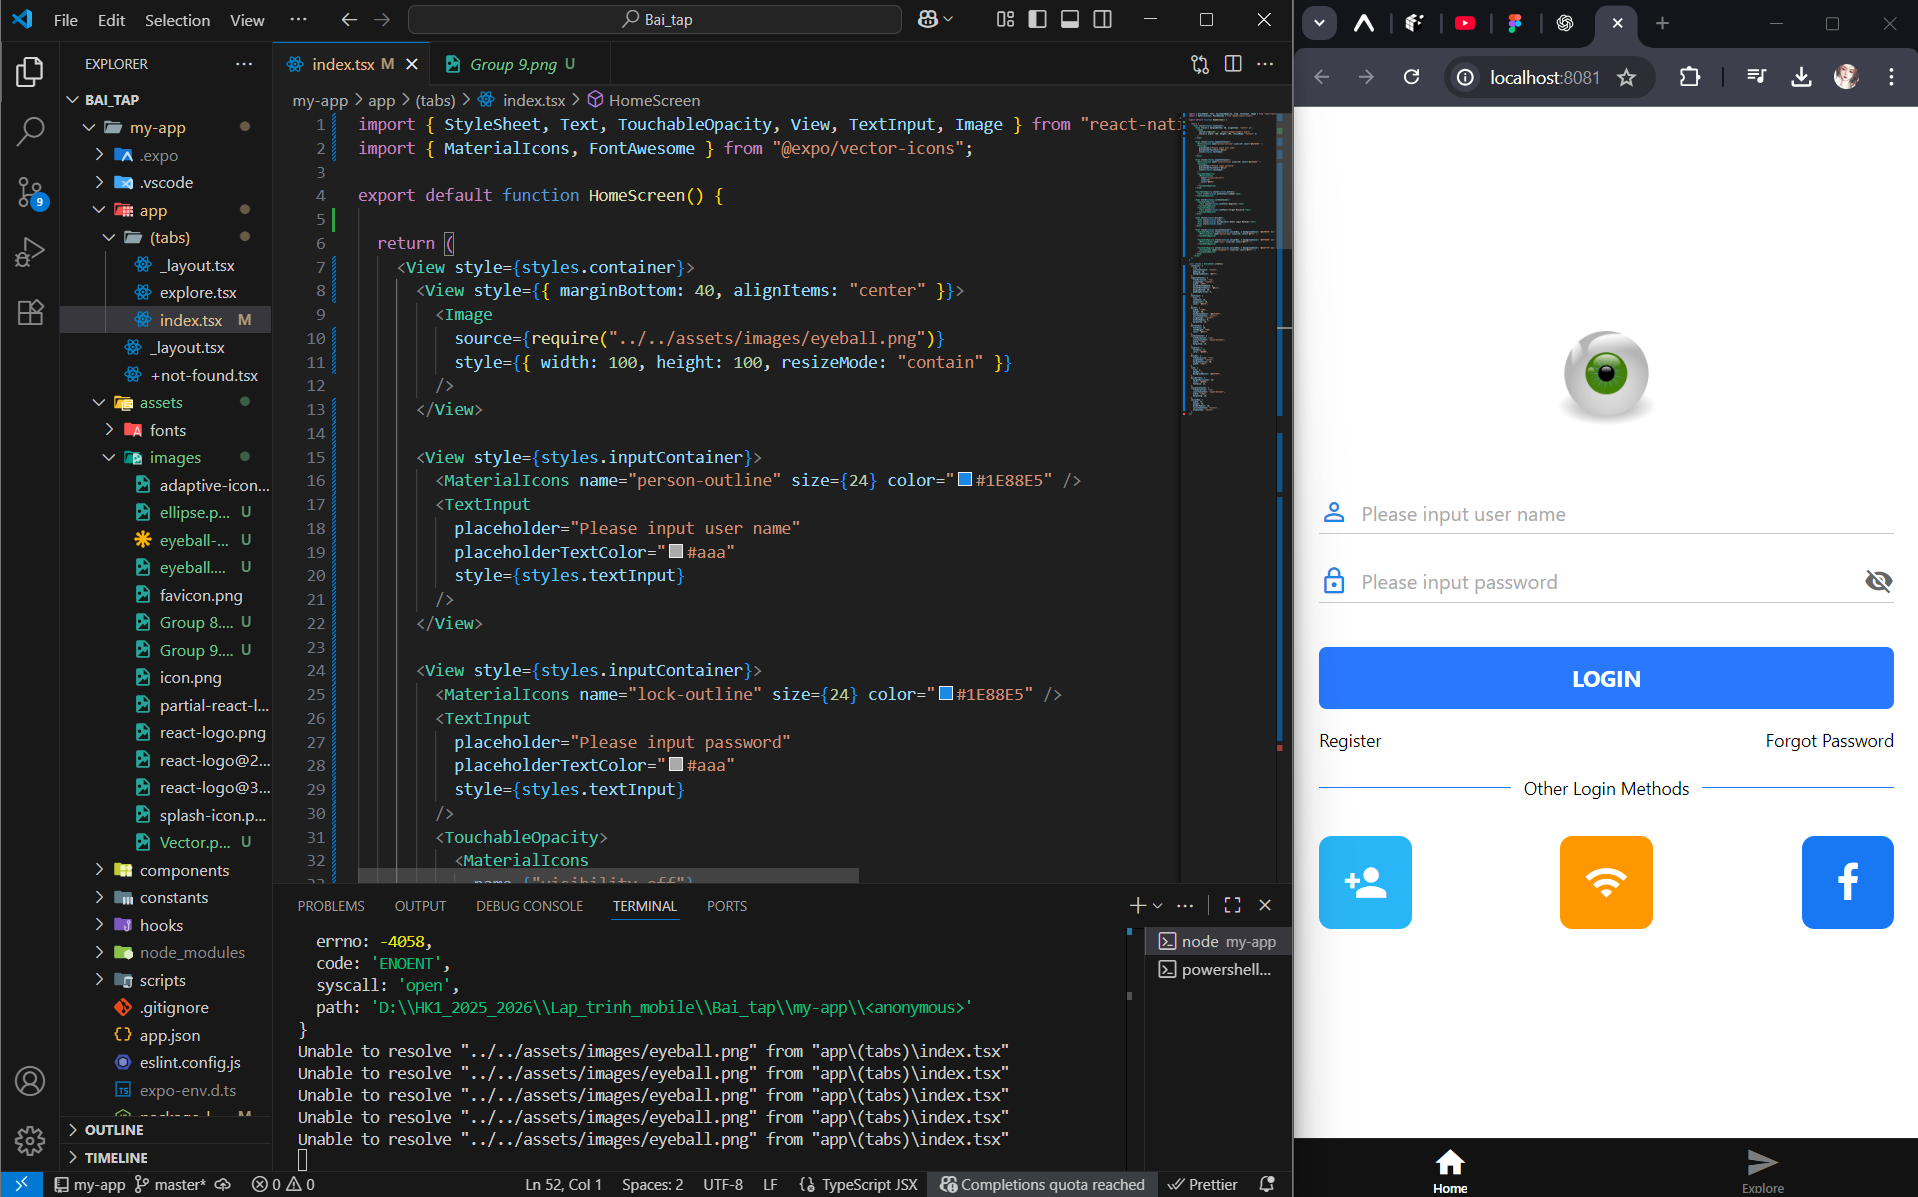 File Edit Selection View ··· Bai_tap
EXPLORER
BAI_TAP
my-app
.expo
.vscode
app
(tabs)
_layout.tsx
explore.tsx
index.tsx M
_layout.tsx
+not-found.tsx
assets
fonts
images
adaptive-icon...
ellipse.p... U
eyeball-... U
eyeball.... U
favicon.png
Group 8.... U
Group 9.... U
icon.png
partial-react-l...
react-logo.png
react-logo@2...
react-logo@3...
splash-icon.p...
Vector.p... U
components
constants
hooks
node_modules
scripts
.gitignore
app.json
eslint.config.js
expo-env.d.ts
OUTLINE
TIMELINE
9
index.tsx M
Group 9.png U
my-app > app > (tabs) > index.tsx > HomeScreen
1 import { StyleSheet, Text, TouchableOpacity, View, TextInput, Image } from "react-nati
2 import { MaterialIcons, FontAwesome } from "@expo/vector-icons";
3
4 export default function HomeScreen() {
5
6 return (
7 <View style={styles.container}>
8 <View style={{ marginBottom: 40, alignItems: "center" }}>
9 <Image
10 source={require("../../assets/images/eyeball.png")}
11 style={{ width: 100, height: 100, resizeMode: "contain" }}
12 />
13 </View>
14
15 <View style={styles.inputContainer}>
16 <MaterialIcons name="person-outline" size={24} color="#1E88E5" />
17 <TextInput
18 placeholder="Please input user name"
19 placeholderTextColor="#aaa"
20 style={styles.textInput}
21 />
22 </View>
23
24 <View style={styles.inputContainer}>
25 <MaterialIcons name="lock-outline" size={24} color="#1E88E5" />
26 <TextInput
27 placeholder="Please input password"
28 placeholderTextColor="#aaa"
29 style={styles.textInput}
30 />
31 <TouchableOpacity>
32 <MaterialIcons
PROBLEMS OUTPUT DEBUG CONSOLE TERMINAL PORTS
errno: -4058,
code: 'ENOENT',
syscall: 'open',
path: 'D:\\HK1_2025_2026\\Lap_trinh_mobile\\Bai_tap\\my-app\\<anonymous>'
}
Unable to resolve "../../assets/images/eyeball.png" from "app\(tabs)\index.tsx"
Unable to resolve "../../assets/images/eyeball.png" from "app\(tabs)\index.tsx"
Unable to resolve "../../assets/images/eyeball.png" from "app\(tabs)\index.tsx"
Unable to resolve "../../assets/images/eyeball.png" from "app\(tabs)\index.tsx"
Unable to resolve "../../assets/images/eyeball.png" from "app\(tabs)\index.tsx"
node my-app
powershell...
my-app master* 0 0 Ln 52, Col 1 Spaces: 2 UTF-8 LF TypeScript JSX Completions quota reached Prettier
localhost:8081
Please input user name
Please input password
LOGIN
Register Forgot Password
Other Login Methods
Home Explore